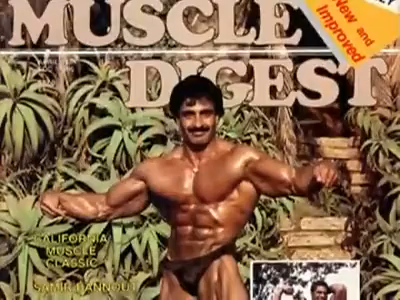 MUSCLE
DIGEST
New and
Improved
CALIFORNIA
MUSCLE
CLASSIC
SAMIR BANNOUT